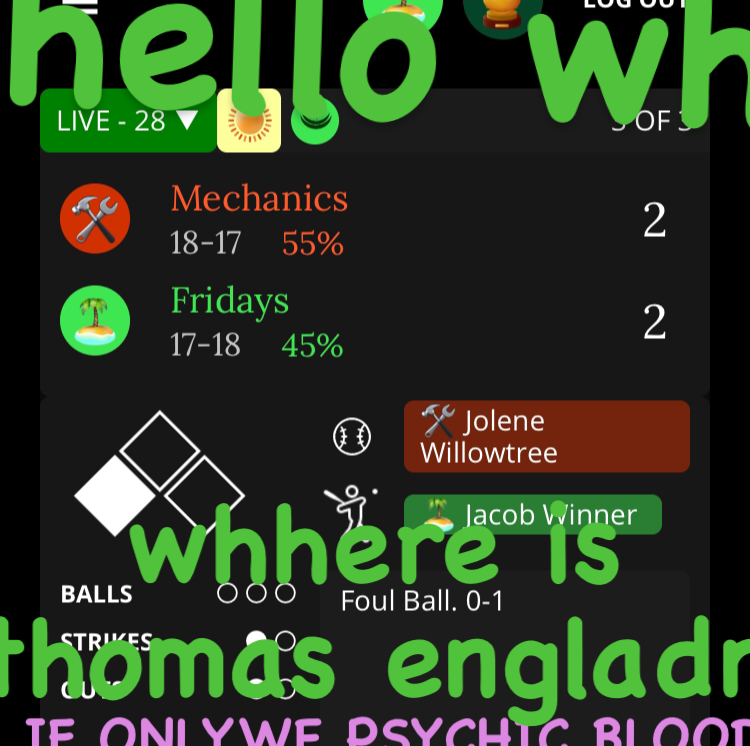 LOG OUT
hello wh
LIVE - 28 ▼
3 OF 3
Mechanics 2
18-17 55%
Fridays 2
17-18 45%
Jolene
Willowtree
Jacob Winner
whhere is
BALLS
Foul Ball. 0-1
STRIKES
thomas engladr
OUTS
IF ONLYWE PSYCHIC BLOOD